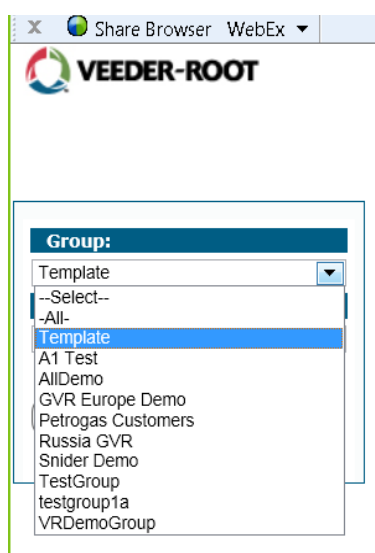 x Share Browser WebEx
VEEDER-ROOT
Group:
Template
--Select--
-All-
Template
A1 Test
AllDemo
GVR Europe Demo
Petrogas Customers
Russia GVR
Snider Demo
TestGroup
testgroup1a
VRDemoGroup